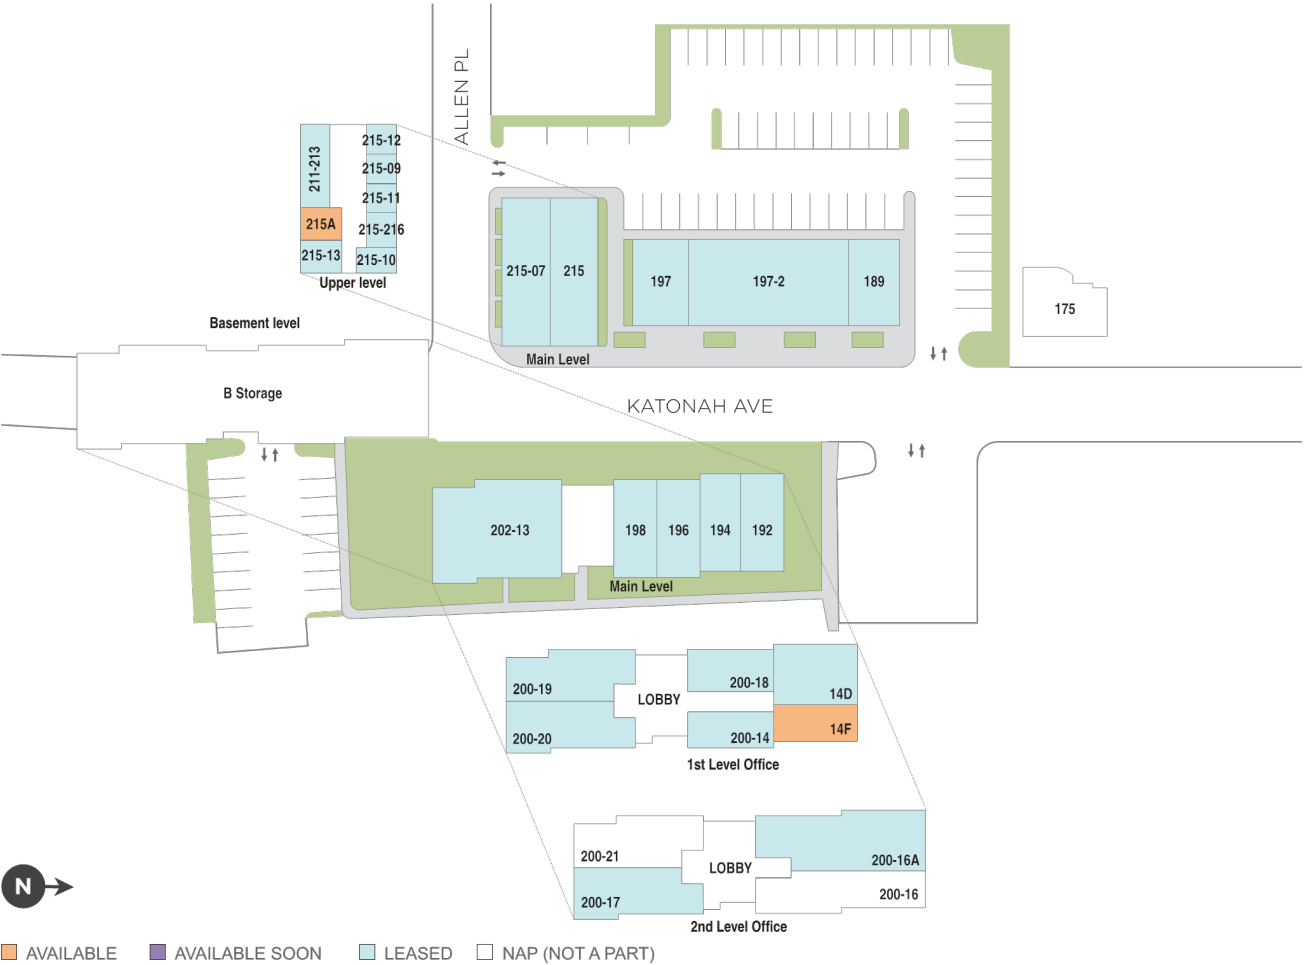 ALLEN PL
211-213
215-12
215-09
215-11
215A
215-216
215-13
215-10
Upper level
215-07
215
197
197-2
189
175
Main Level
Basement level
B Storage
KATONAH AVE
202-13
198
196
194
192
Main Level
200-19
LOBBY
200-18
14D
200-20
200-14
14F
1st Level Office
200-21
LOBBY
200-16A
200-17
200-16
2nd Level Office
N
AVAILABLE
AVAILABLE SOON
LEASED
NAP (NOT A PART)